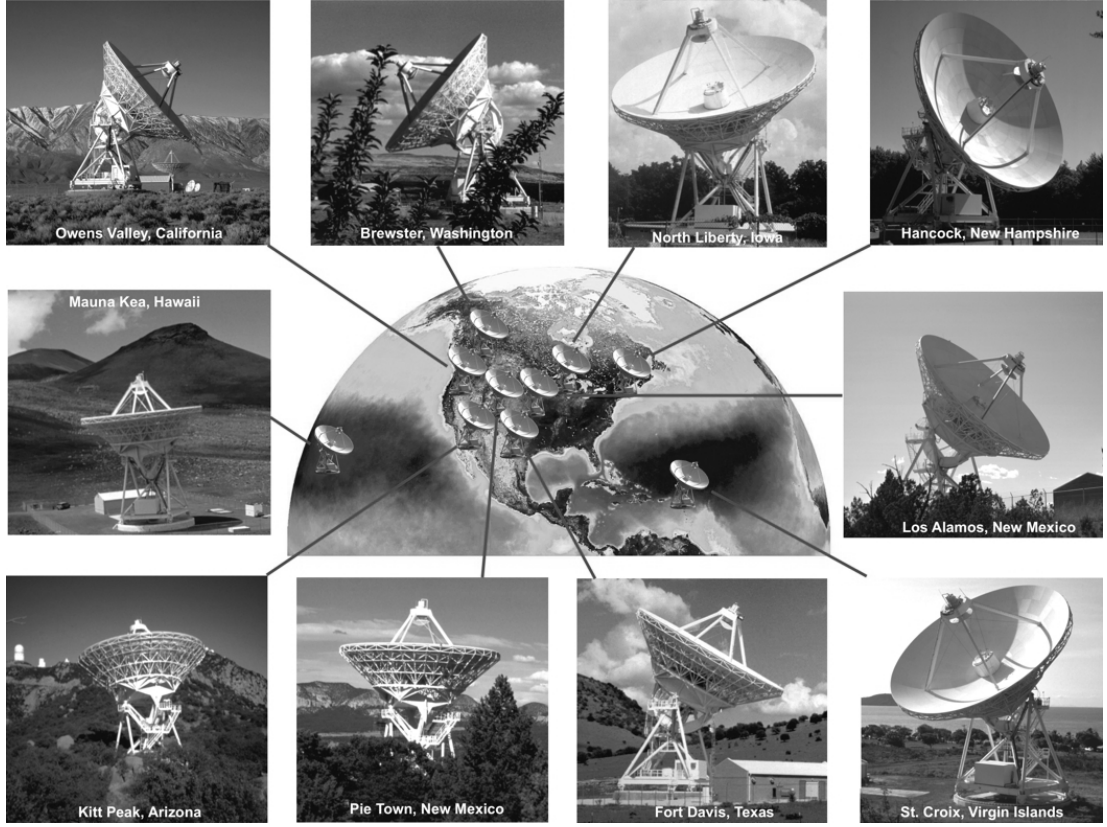 Owens Valley, California
Brewster, Washington
North Liberty, Iowa
Hancock, New Hampshire
Mauna Kea, Hawaii
Los Alamos, New Mexico
Kitt Peak, Arizona
Pie Town, New Mexico
Fort Davis, Texas
St. Croix, Virgin Islands